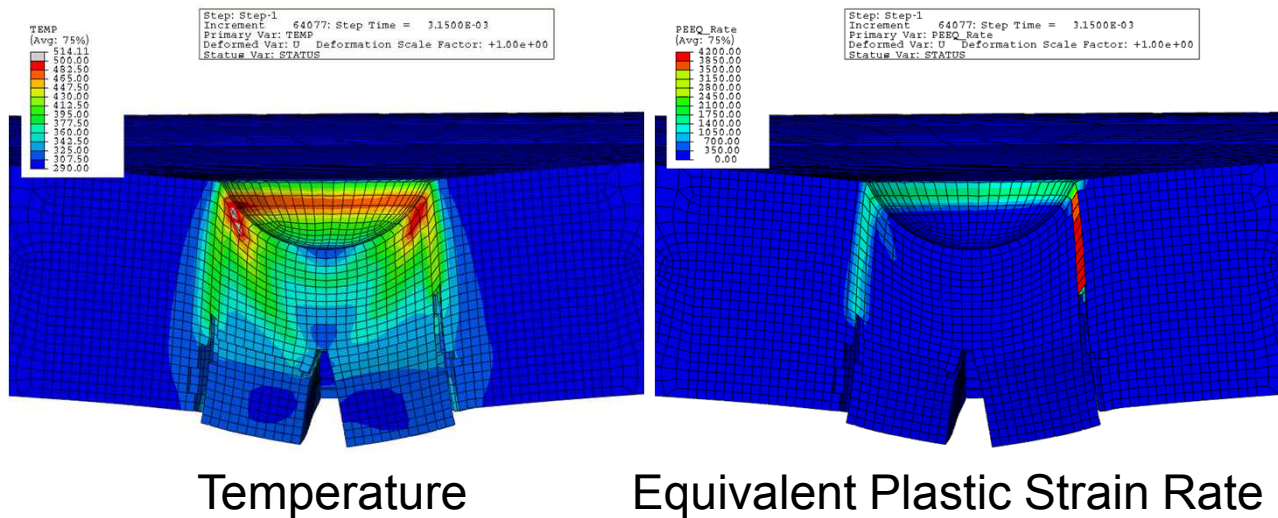 Step: Step-1
Increment 64077: Step Time = 3.1500E-03
Primary Var: TEMP
Deformed Var: U Deformation Scale Factor: +1.00e+00
Status Var: STATUS
TEMP
(Avg: 75%)
514.11
500.00
482.50
465.00
447.50
430.00
412.50
395.00
377.50
360.00
342.50
325.00
307.50
290.00
Step: Step-1
Increment 64077: Step Time = 3.1500E-03
Primary Var: PEEQ_Rate
Deformed Var: U Deformation Scale Factor: +1.00e+00
Status Var: STATUS
PEEQ_Rate
(Avg: 75%)
4200.00
3850.00
3500.00
3150.00
2800.00
2450.00
2100.00
1750.00
1400.00
1050.00
700.00
350.00
0.00
Temperature
Equivalent Plastic Strain Rate